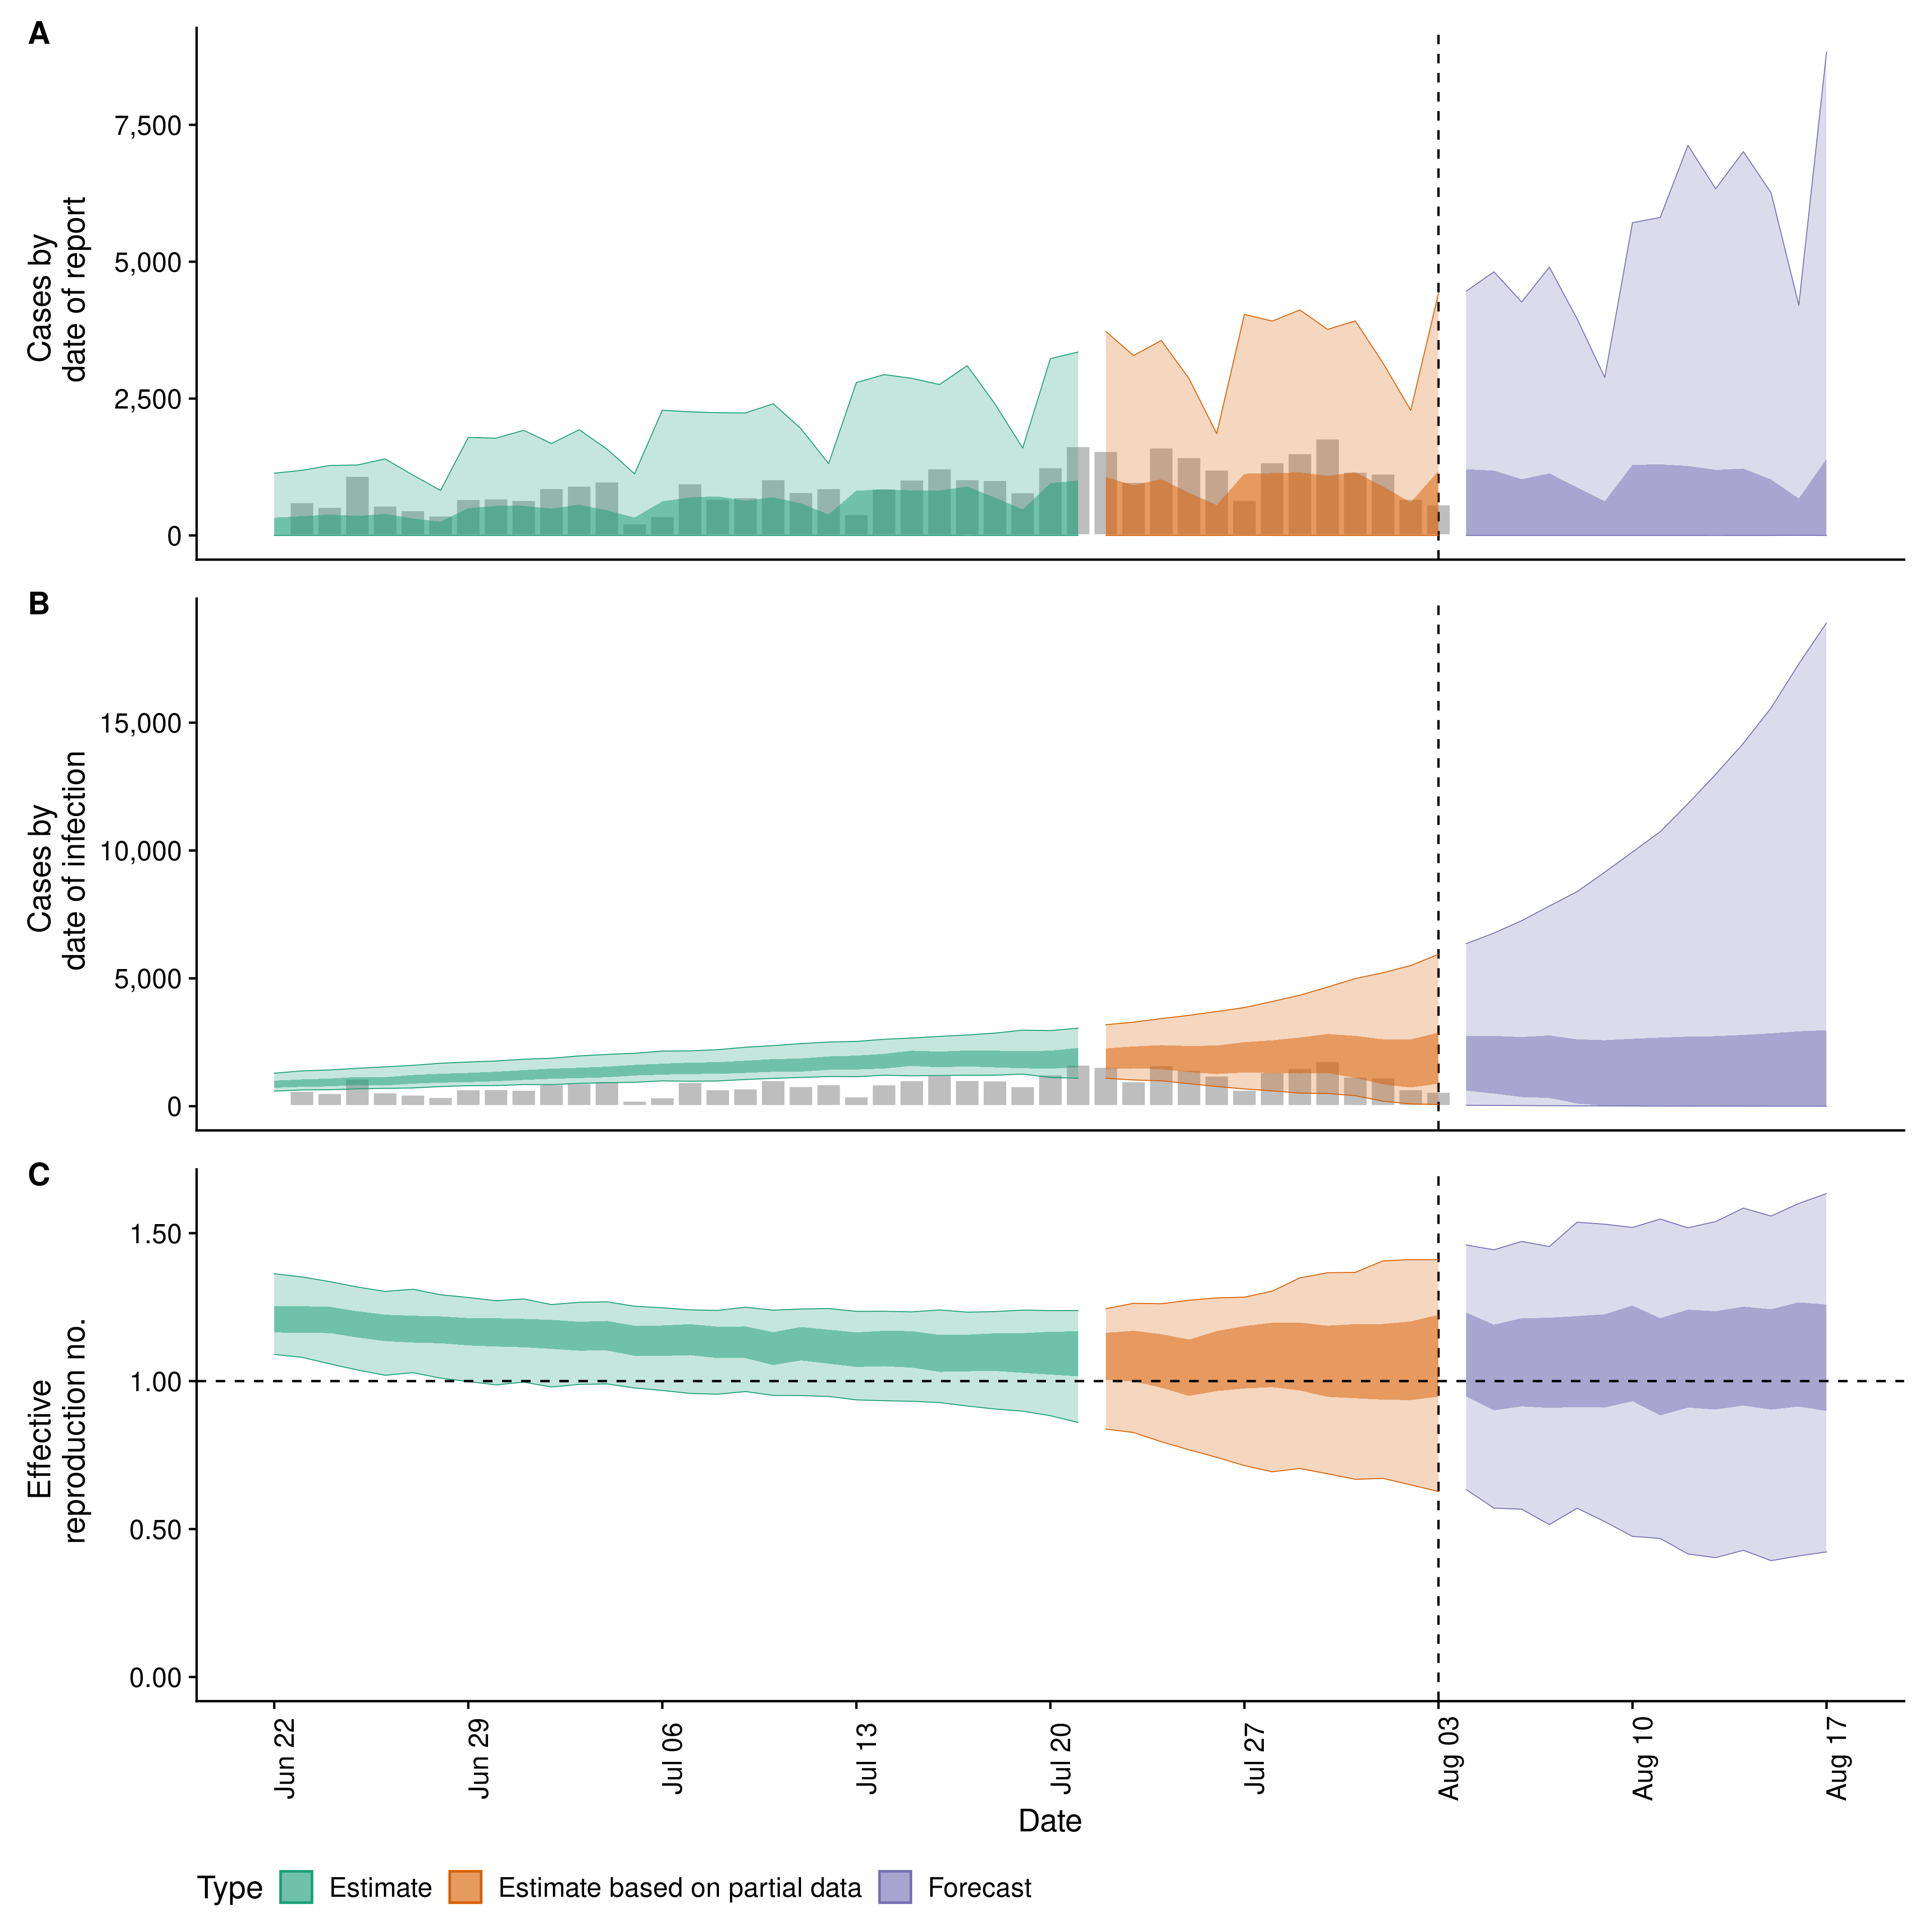 A
Cases by
date of report
7,500
5,000
2,500
0
B
Cases by
date of infection
15,000
10,000
5,000
0
C
Effective
reproduction no.
1.50
1.00
0.50
0.00
Jun 22
Jun 29
Jul 06
Jul 13
Jul 20
Jul 27
Aug 03
Aug 10
Aug 17
Date
Type Estimate Estimate based on partial data Forecast